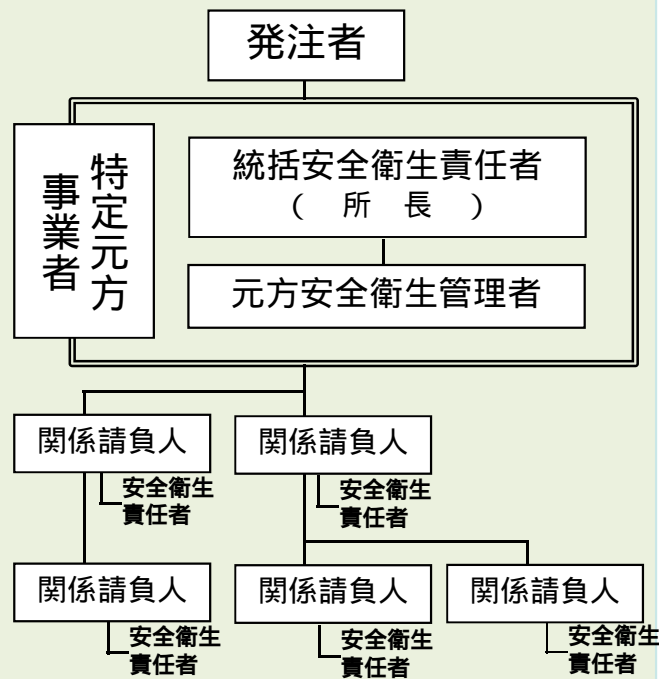 発注者
特定元方
事業者
統括安全衛生責任者
（　所　長　）
元方安全衛生管理者
関係請負人
関係請負人
安全衛生
責任者
安全衛生
責任者
関係請負人
関係請負人
関係請負人
安全衛生
責任者
安全衛生
責任者
安全衛生
責任者